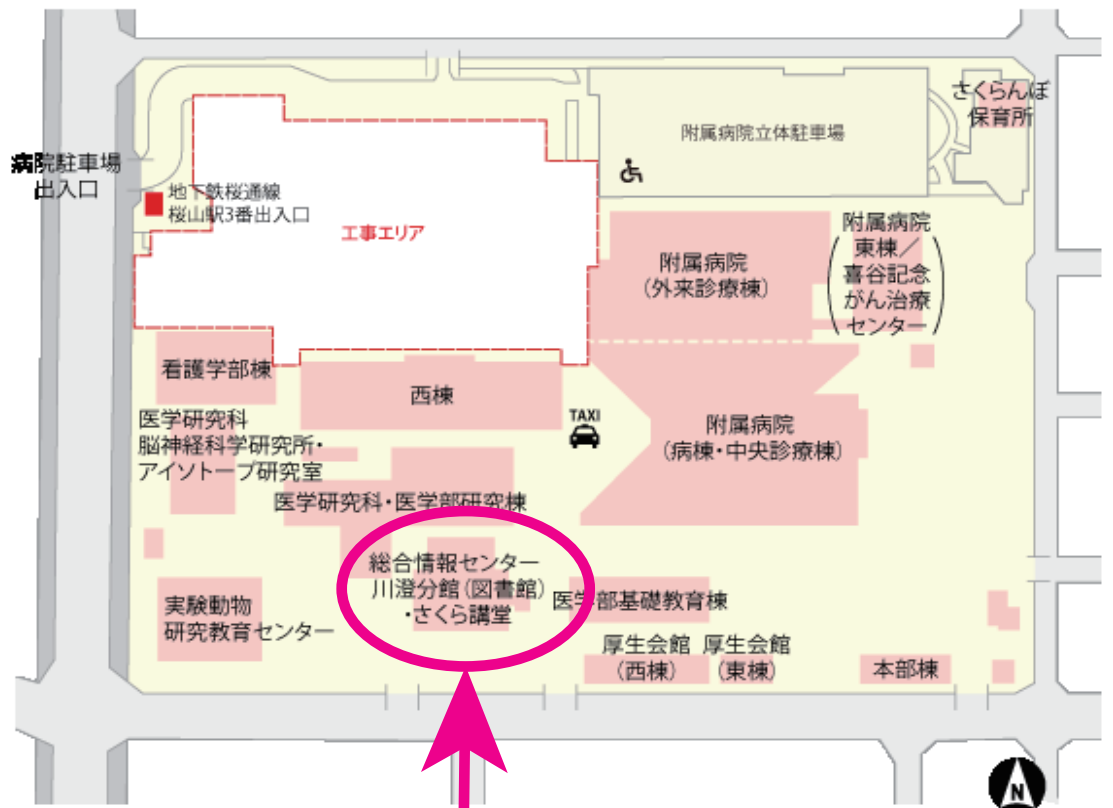 さくらんぼ
保育所
附属病院立体駐車場
病院駐車場
出入口
地下鉄桜通線
桜山駅3番出入口
工事エリア
附属病院
(外来診療棟)
附属病院
東棟／
喜谷記念
がん治療
センター
看護学部棟
西棟
TAXI
附属病院
(病棟・中央診療棟)
医学研究科
脳神経科学研究所・
アイソトープ研究室
医学研究科・医学部研究棟
総合情報センター
川澄分館(図書館)
・さくら講堂
実験動物
研究教育センター
医学部基礎教育棟
厚生会館
(西棟)
厚生会館
(東棟)
本部棟
N